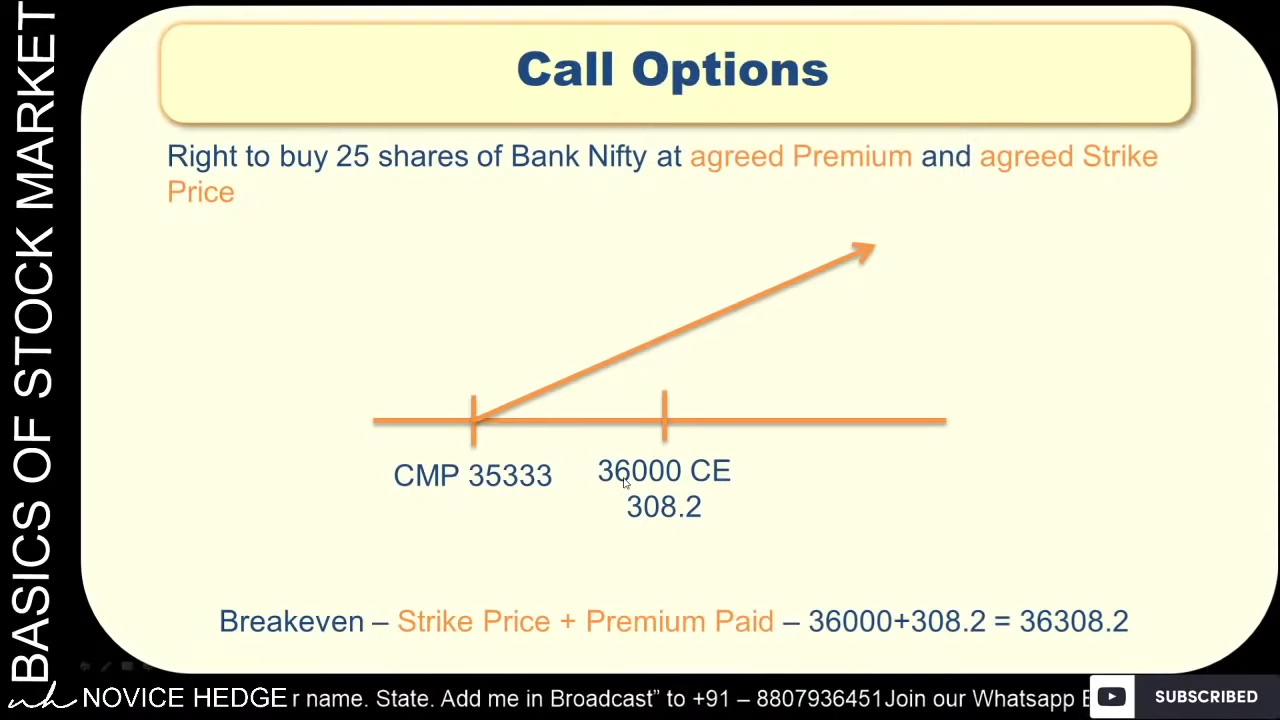 BASICS OF STOCK MARKET
Call Options
Right to buy 25 shares of Bank Nifty at agreed Premium and agreed Strike
Price
CMP 35333
36000 CE
308.2
Breakeven – Strike Price + Premium Paid – 36000+308.2 = 36308.2
nh NOVICE HEDGE
r name. State. Add me in Broadcast” to +91 – 8807936451Join our Whatsapp
SUBSCRIBED